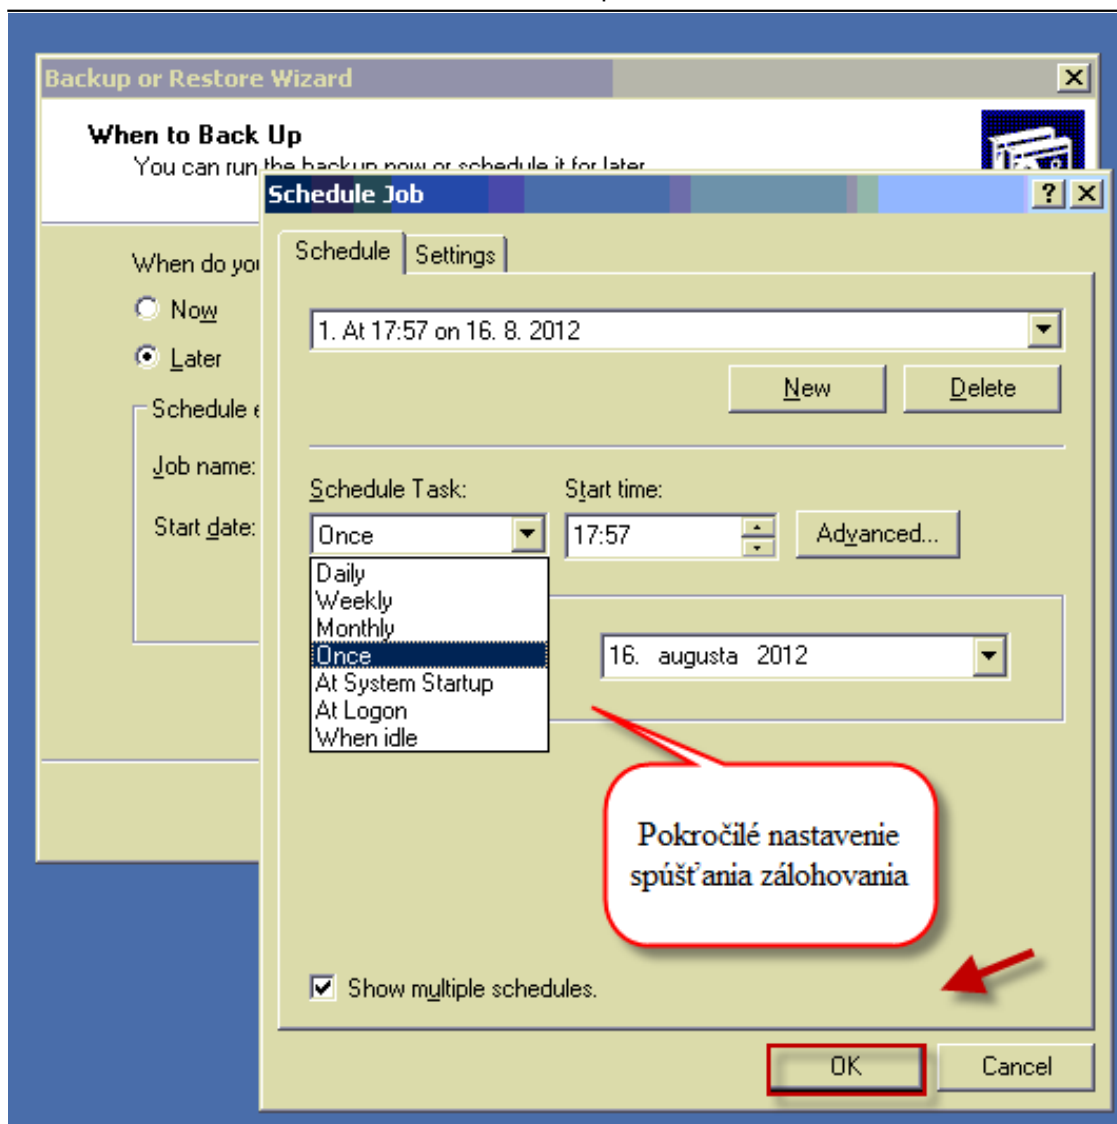 Backup or Restore Wizard
When to Back Up
You can run the backup now or schedule it for later
Schedule Job
Schedule
Settings
When do you
Now
Later
1. At 17:57 on 16. 8. 2012
New
Delete
Schedule
Job name:
Start date:
Schedule Task:
Start time:
Once
17:57
Advanced...
Daily
Weekly
Monthly
Once
At System Startup
At Logon
When idle
16. augusta 2012
Pokročilé nastavenie
spúšťania zálohovania
Show multiple schedules.
OK
Cancel